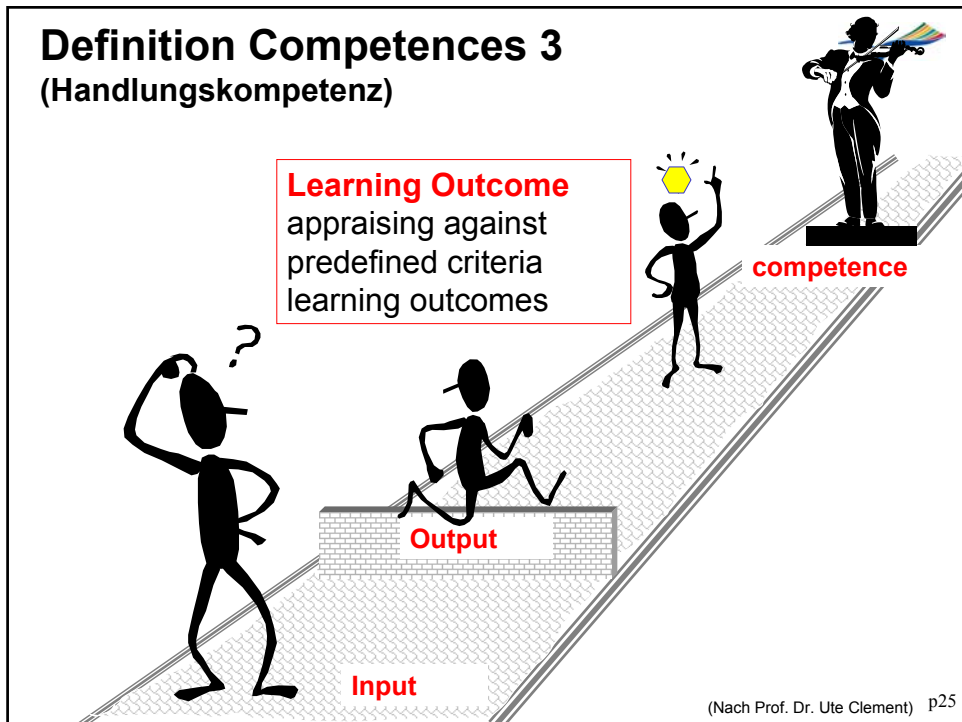 Definition Competences 3
(Handlungskompetenz)
Learning Outcome
appraising against
predefined criteria
learning outcomes
competence
?
Output
Input
(Nach Prof. Dr. Ute Clement) p25